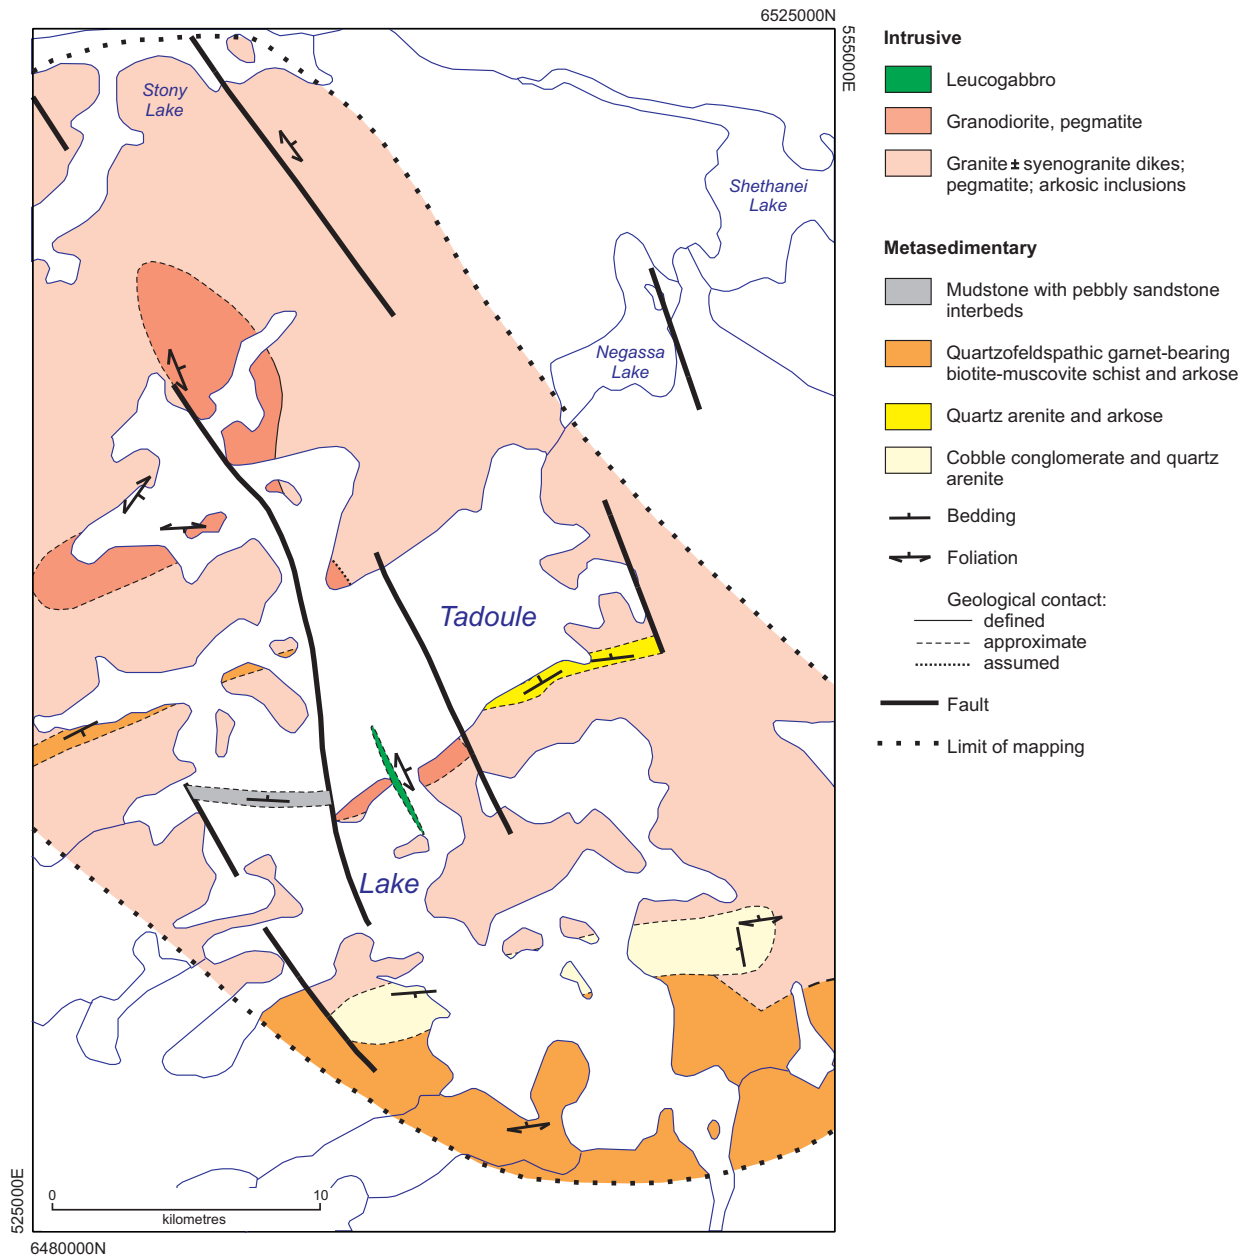 6525000N
555000E
Stony
Lake
Shethanei
Lake
Negassa
Lake
Tadoule
Lake
0 10
kilometres
525000E
6480000N
Intrusive
Leucogabbro
Granodiorite, pegmatite
Granite ± syenogranite dikes;
pegmatite; arkosic inclusions
Metasedimentary
Mudstone with pebbly sandstone
interbeds
Quartzofeldspathic garnet-bearing
biotite-muscovite schist and arkose
Quartz arenite and arkose
Cobble conglomerate and quartz
arenite
Bedding
Foliation
Geological contact:
defined
approximate
assumed
Fault
Limit of mapping